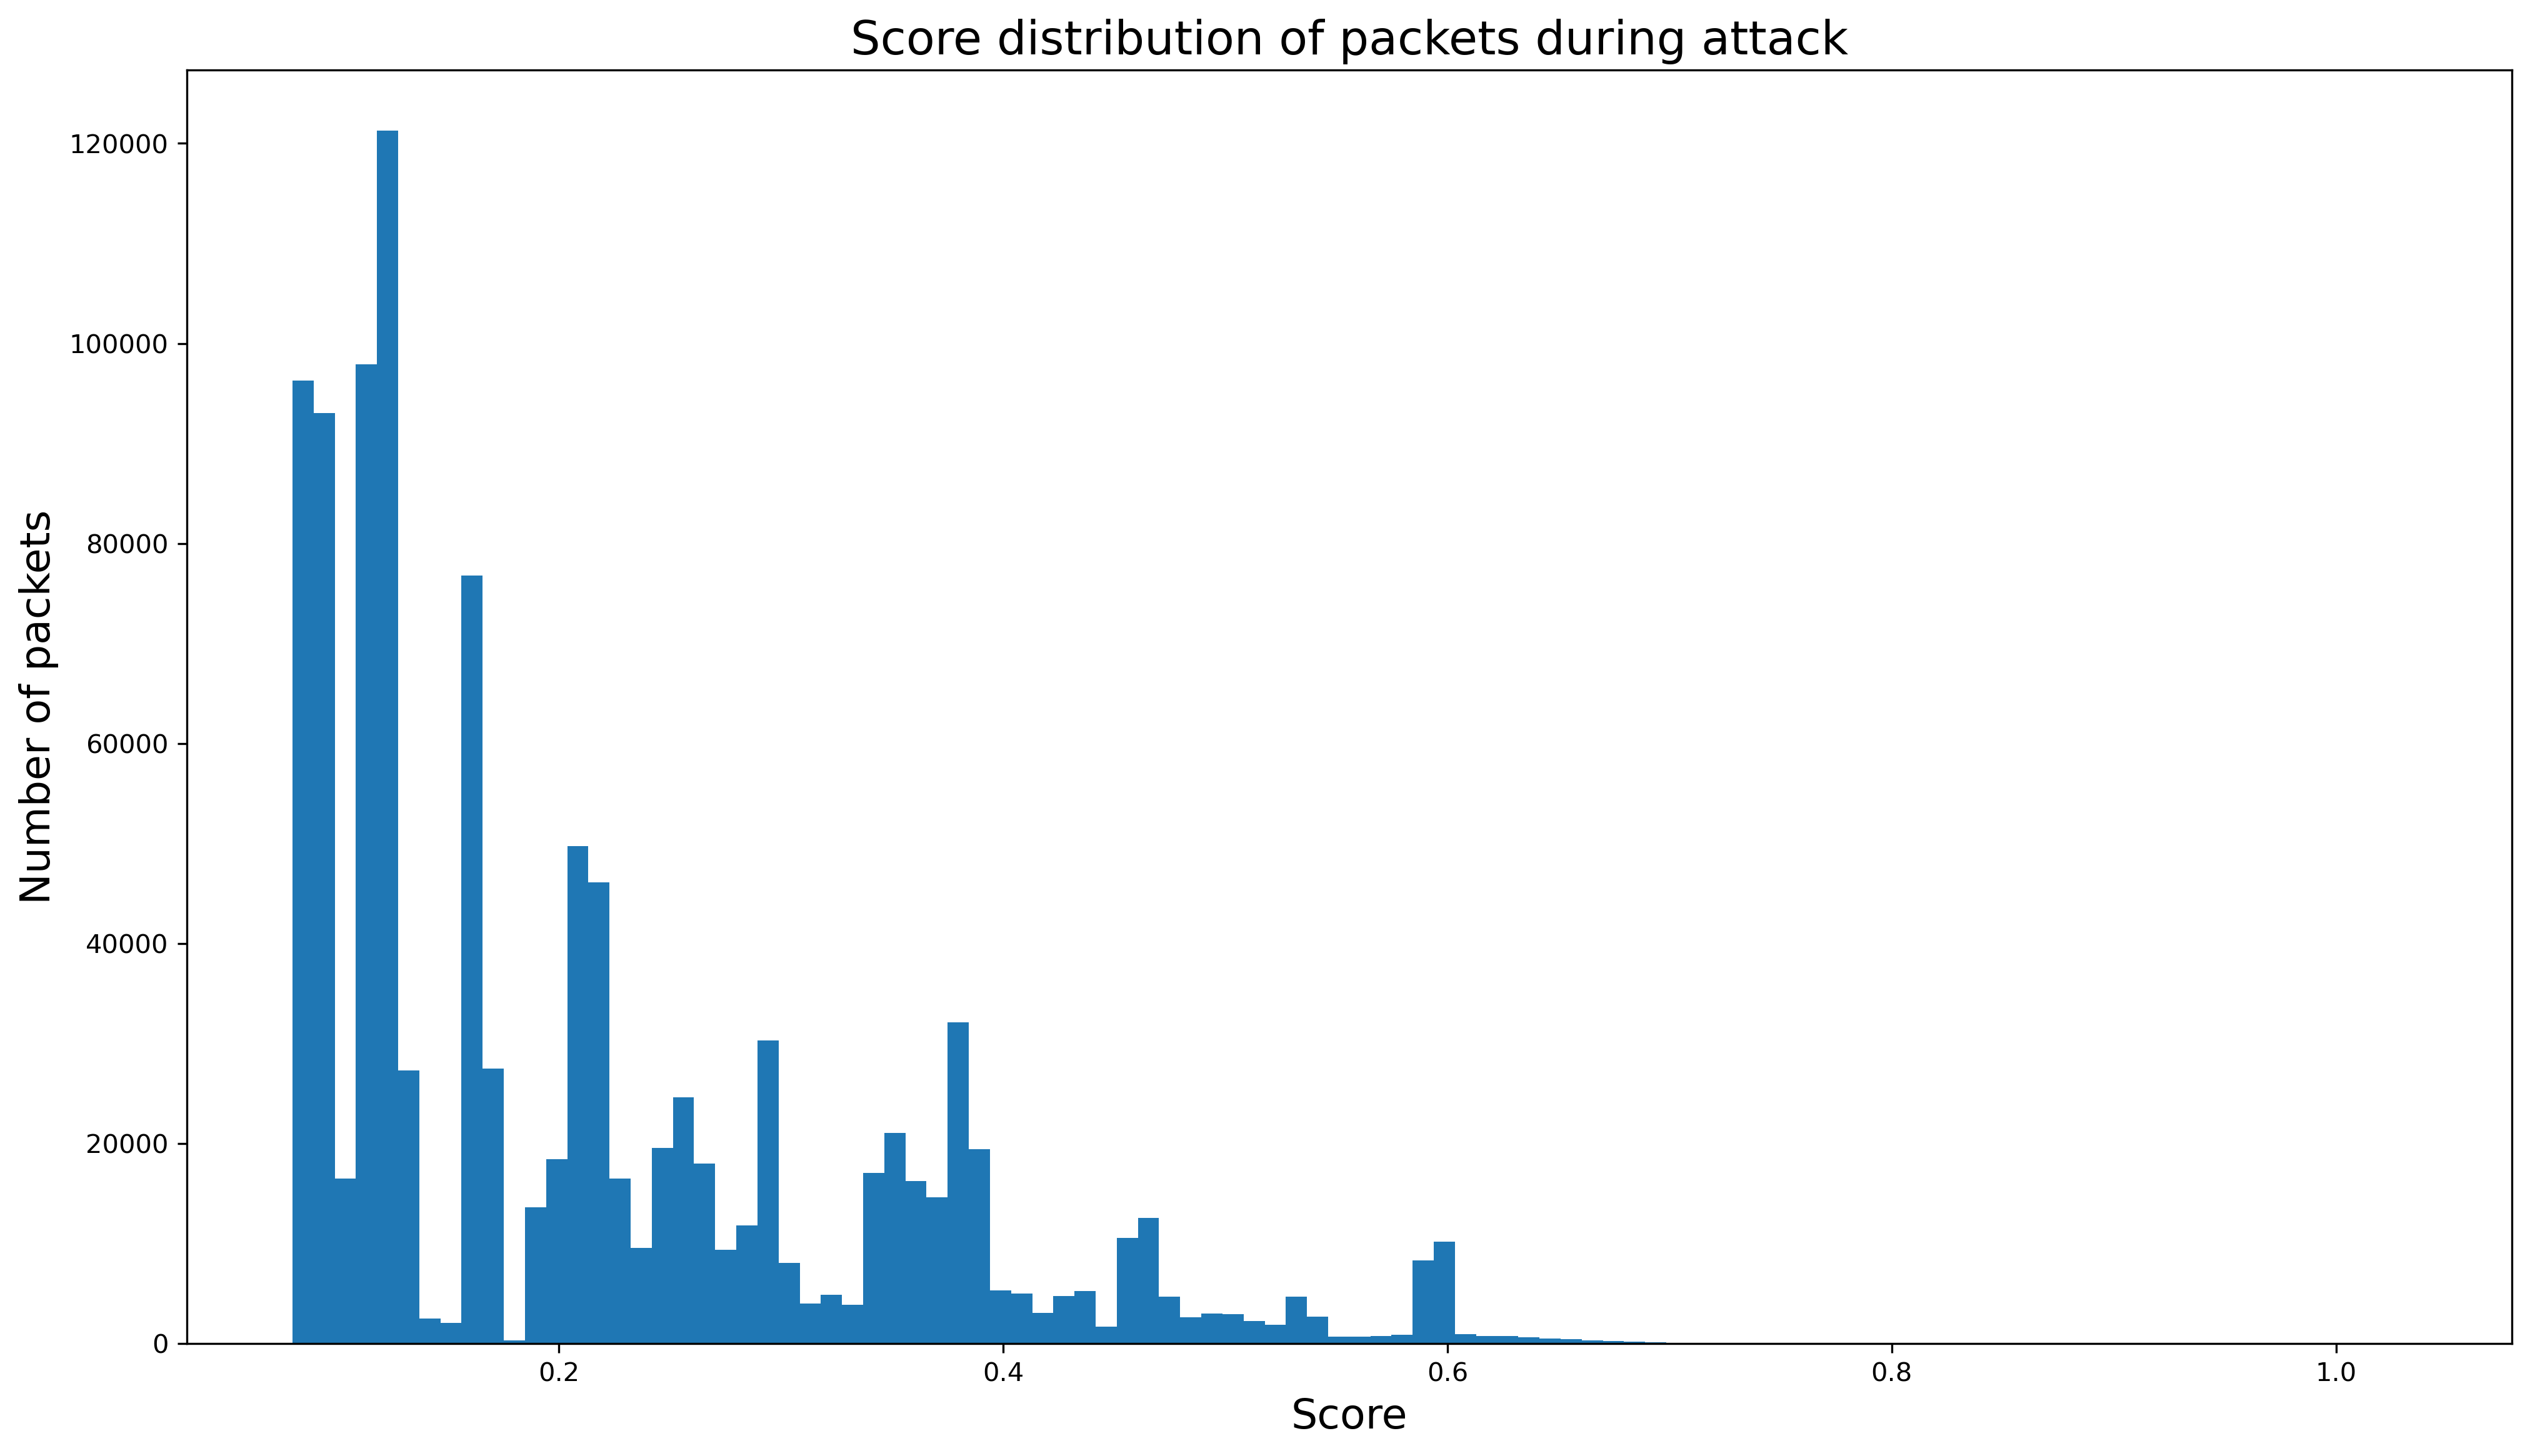 Score distribution of packets during attack
Number of packets
120000
100000
80000
60000
40000
20000
0
0.2 0.4 0.6 0.8 1.0
Score